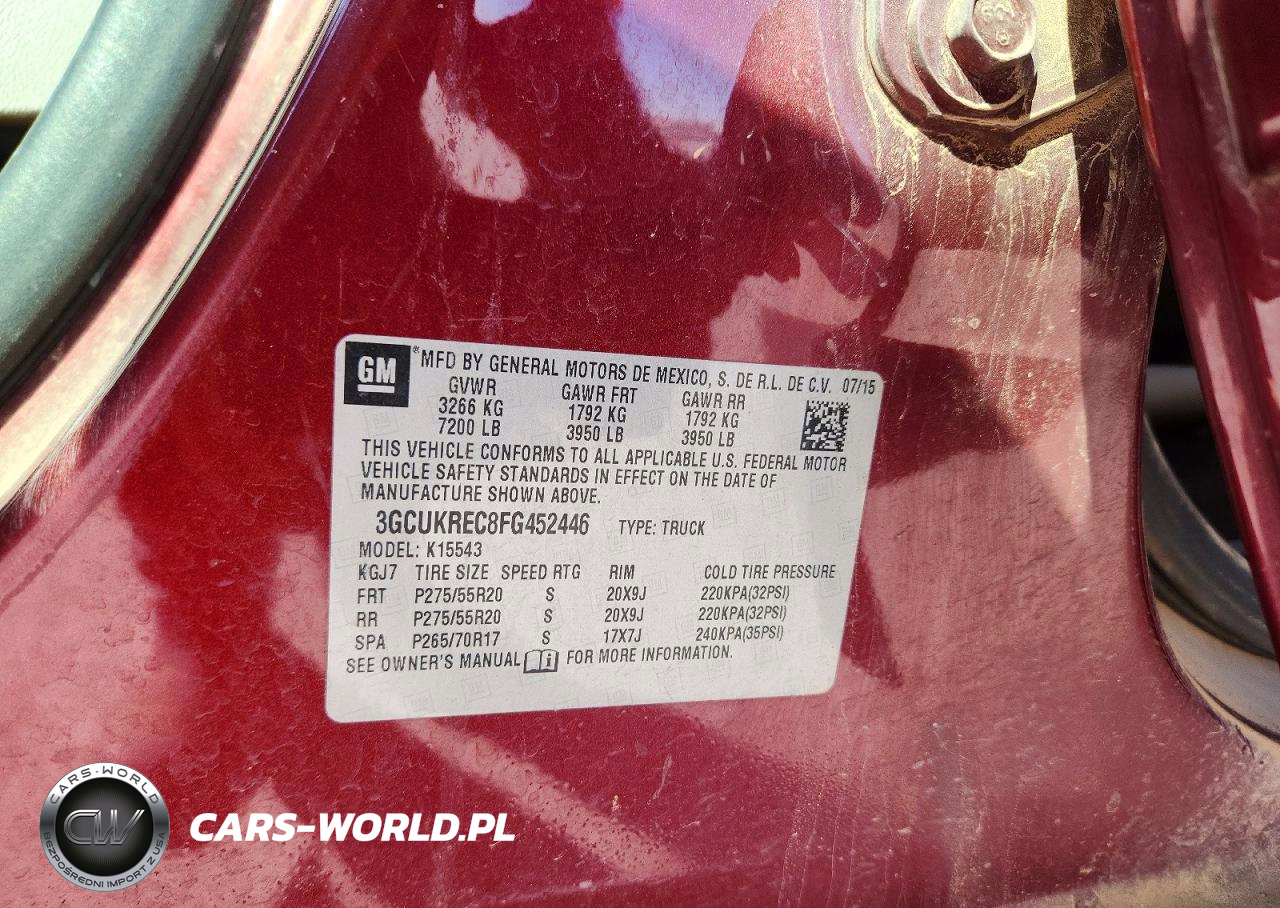 GM ® MFD BY GENERAL MOTORS DE MEXICO, S. DE R.L. DE C.V. 07/15
GVWR GAWR FRT GAWR RR
3266 KG 1792 KG 1792 KG
7200 LB 3950 LB 3950 LB
THIS VEHICLE CONFORMS TO ALL APPLICABLE U.S. FEDERAL MOTOR
VEHICLE SAFETY STANDARDS IN EFFECT ON THE DATE OF
MANUFACTURE SHOWN ABOVE.
3GCUKREC8FG452446 TYPE: TRUCK
MODEL: K15543
KGJ7 TIRE SIZE SPEED RTG RIM COLD TIRE PRESSURE
FRT P275/55R20 S 20X9J 220KPA(32PSI)
RR P275/55R20 S 20X9J 220KPA(32PSI)
SPA P265/70R17 S 17X7J 240KPA(35PSI)
SEE OWNER'S MANUAL FOR MORE INFORMATION.
CARS-WORLD
CW
BEZPOŚREDNI IMPORT Z USA
CARS-WORLD.PL